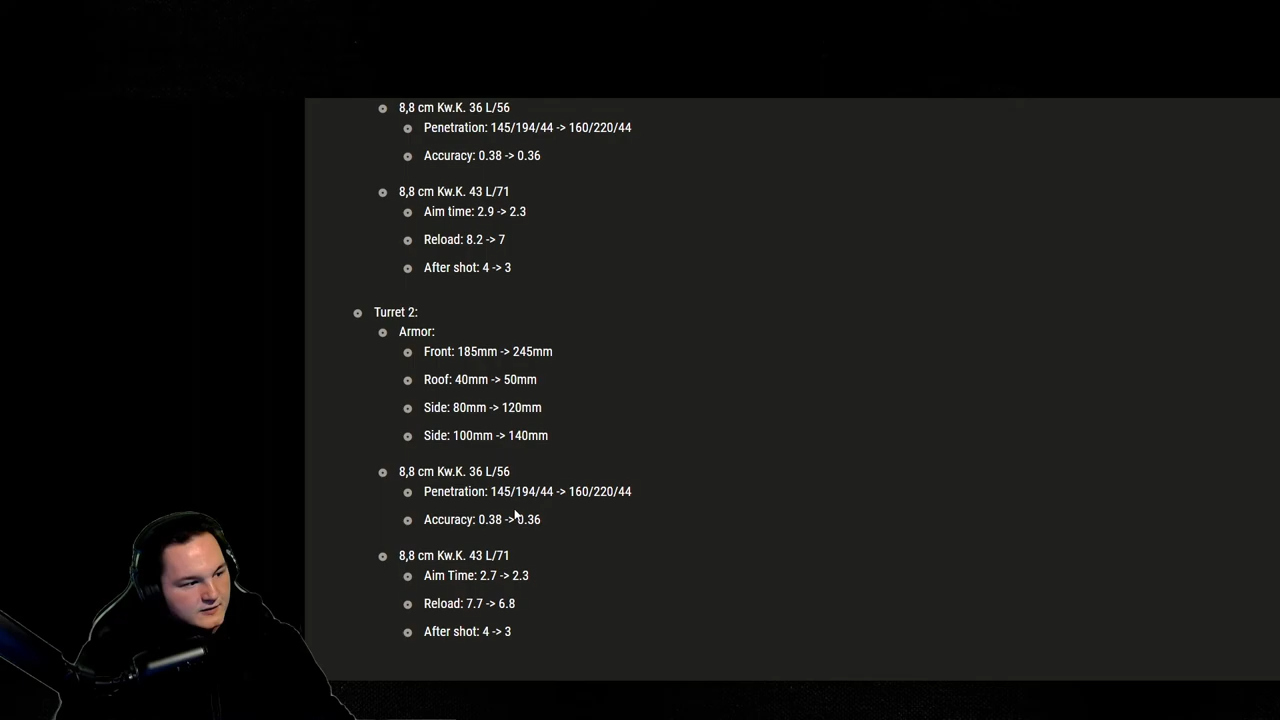 8,8 cm Kw.K. 36 L/56
Penetration: 145/194/44 -> 160/220/44
Accuracy: 0.38 -> 0.36
8,8 cm Kw.K. 43 L/71
Aim time: 2.9 -> 2.3
Reload: 8.2 -> 7
After shot: 4 -> 3
Turret 2:
Armor:
Front: 185mm -> 245mm
Roof: 40mm -> 50mm
Side: 80mm -> 120mm
Side: 100mm -> 140mm
8,8 cm Kw.K. 36 L/56
Penetration: 145/194/44 -> 160/220/44
Accuracy: 0.38 -> 0.36
8,8 cm Kw.K. 43 L/71
Aim Time: 2.7 -> 2.3
Reload: 7.7 -> 6.8
After shot: 4 -> 3